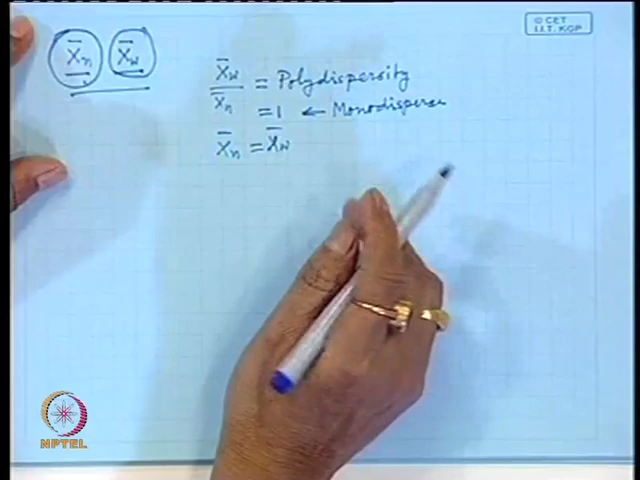 © CET
I.I.T. KGP
X̄n X̄w
X̄w / X̄n = Polydispersity
= 1 ← Monodisperse
X̄n = X̄w
NPTEL